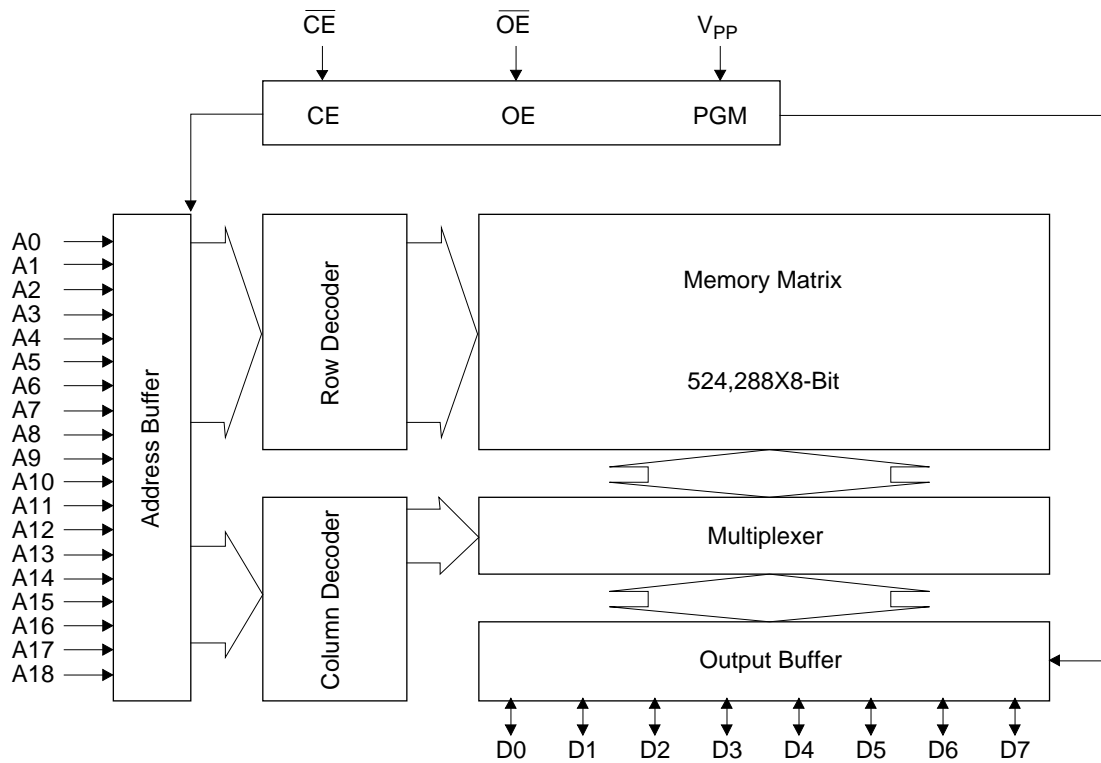 CE OE VPP
CE OE PGM
A0
A1
A2
A3
A4
A5
A6
A7
A8
A9
A10
A11
A12
A13
A14
A15
A16
A17
A18
Address Buffer
Row Decoder
Column Decoder
Memory Matrix
524,288X8-Bit
Multiplexer
Output Buffer
D0 D1 D2 D3 D4 D5 D6 D7